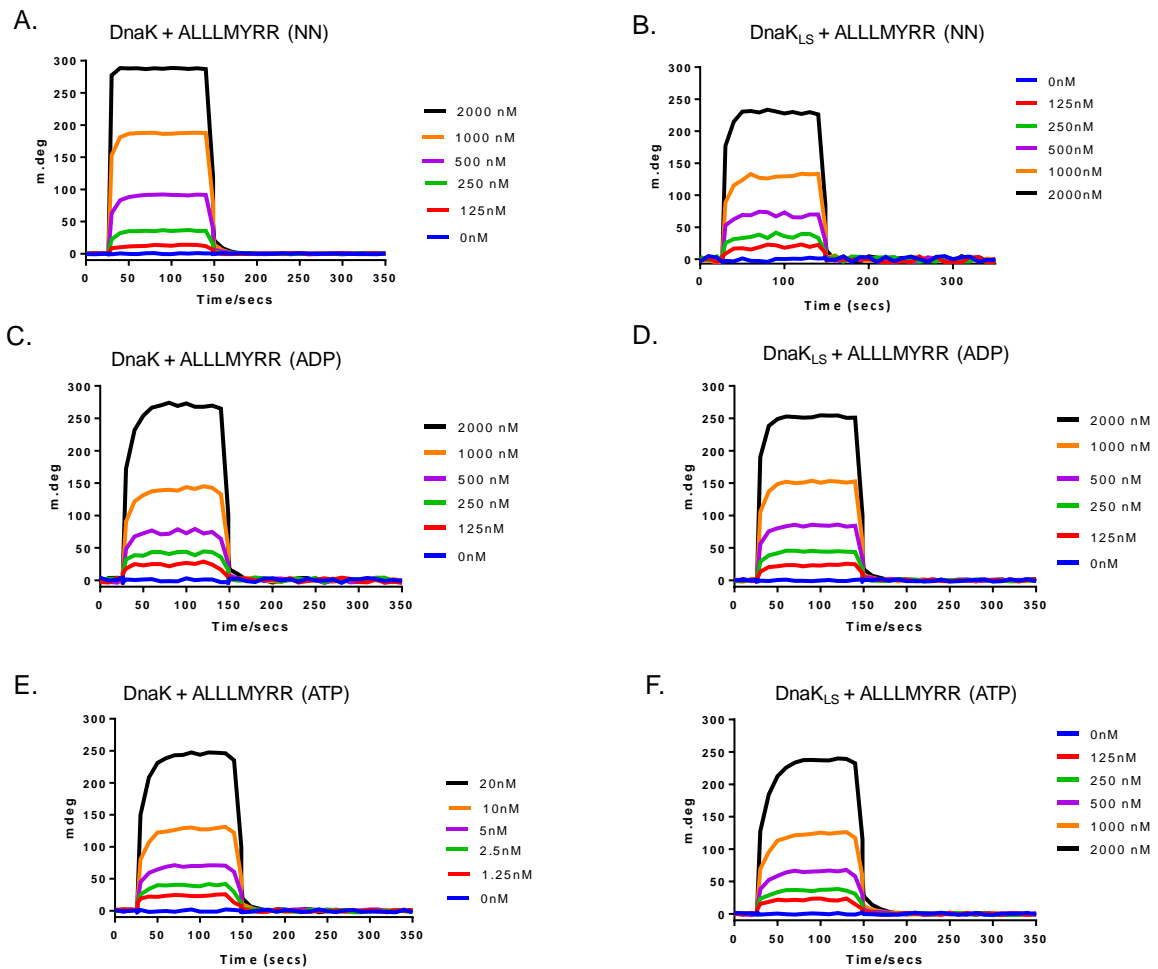 A.
DnaK + ALLLMYRR (NN)
300
250
200
150
100
50
0
m.deg
0 50 100 150 200 250 300 350
Time/secs
2000 nM
1000 nM
500 nM
250 nM
125nM
0nM
B.
DnaKLS + ALLLMYRR (NN)
300
250
200
150
100
50
0
m.deg
0 100 200 300
Time (secs)
0nM
125nM
250nM
500nM
1000nM
2000nM
C.
DnaK + ALLLMYRR (ADP)
300
250
200
150
100
50
0
m.deg
0 50 100 150 200 250 300 350
Time/secs
2000 nM
1000 nM
500 nM
250 nM
125nM
0nM
D.
DnaKLS + ALLLMYRR (ADP)
300
250
200
150
100
50
0
m.deg
0 50 100 150 200 250 300 350
Time/secs
2000 nM
1000 nM
500 nM
250 nM
125nM
0nM
E.
DnaK + ALLLMYRR (ATP)
300
250
200
150
100
50
0
mdeg
0 50 100 150 200 250 300 350
Time (secs)
20nM
10nM
5nM
2.5nM
1.25nM
0nM
F.
DnaKLS + ALLLMYRR (ATP)
300
250
200
150
100
50
0
m.deg
0 50 100 150 200 250 300 350
Time/secs
0nM
125nM
250 nM
500 nM
1000 nM
2000 nM